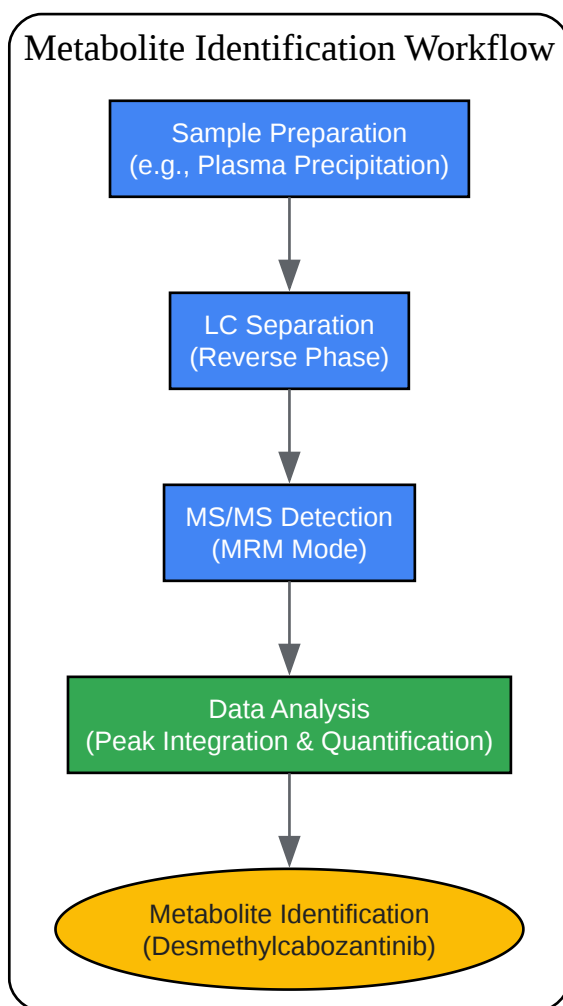 Metabolite Identification Workflow
Sample Preparation
(e.g., Plasma Precipitation)
LC Separation
(Reverse Phase)
MS/MS Detection
(MRM Mode)
Data Analysis
(Peak Integration & Quantification)
Metabolite Identification
(Desmethylcabozantinib)